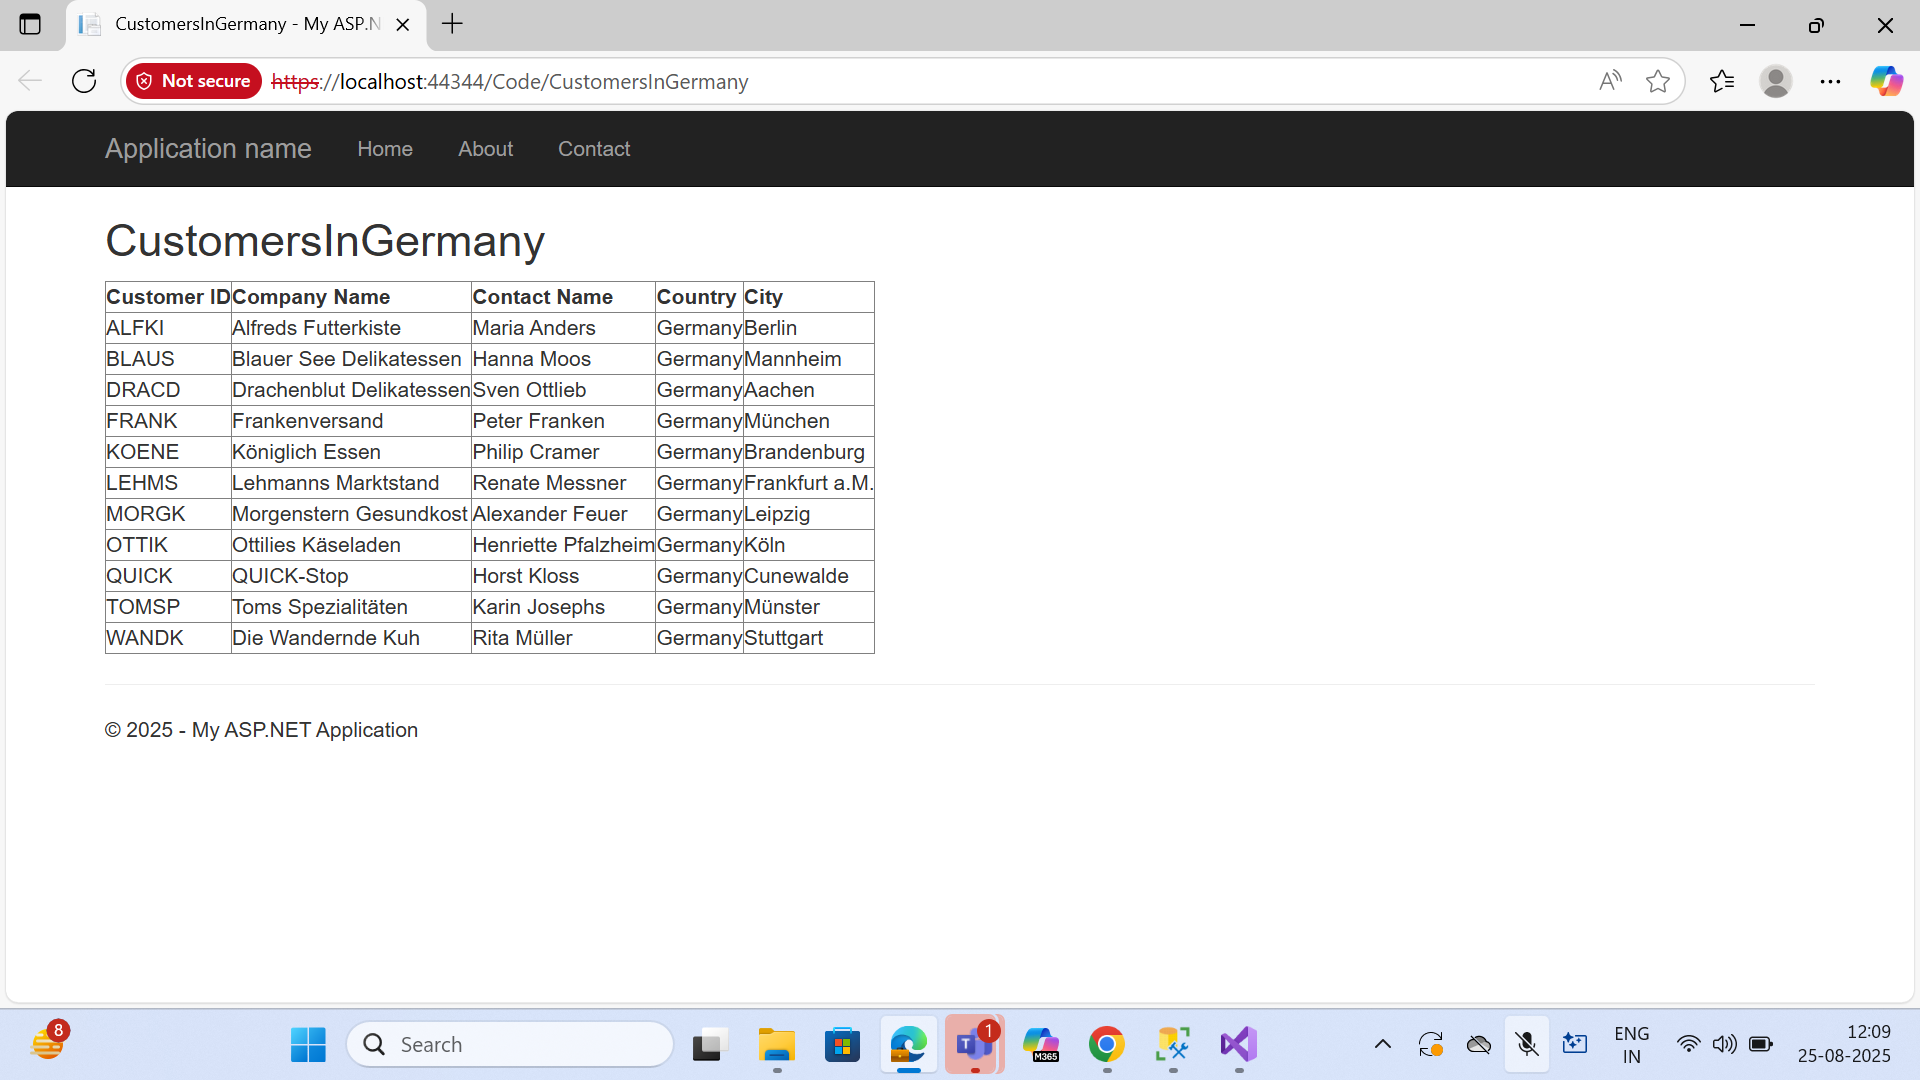 CustomersInGermany - My ASP.N
Not secure https://localhost:44344/Code/CustomersInGermany
Application name Home About Contact
CustomersInGermany
Customer ID Company Name Contact Name Country City
ALFKI Alfreds Futterkiste Maria Anders Germany Berlin
BLAUS Blauer See Delikatessen Hanna Moos Germany Mannheim
DRACD Drachenblut Delikatessen Sven Ottlieb Germany Aachen
FRANK Frankenversand Peter Franken Germany München
KOENE Königlich Essen Philip Cramer Germany Brandenburg
LEHMS Lehmanns Marktstand Renate Messner Germany Frankfurt a.M.
MORGK Morgenstern Gesundkost Alexander Feuer Germany Leipzig
OTTIK Ottilies Käseladen Henriette Pfalzheim Germany Köln
QUICK QUICK-Stop Horst Kloss Germany Cunewalde
TOMSP Toms Spezialitäten Karin Josephs Germany Münster
WANDK Die Wandernde Kuh Rita Müller Germany Stuttgart
© 2025 - My ASP.NET Application
8 Search T 1 M365 ENG 12:09
IN 25-08-2025